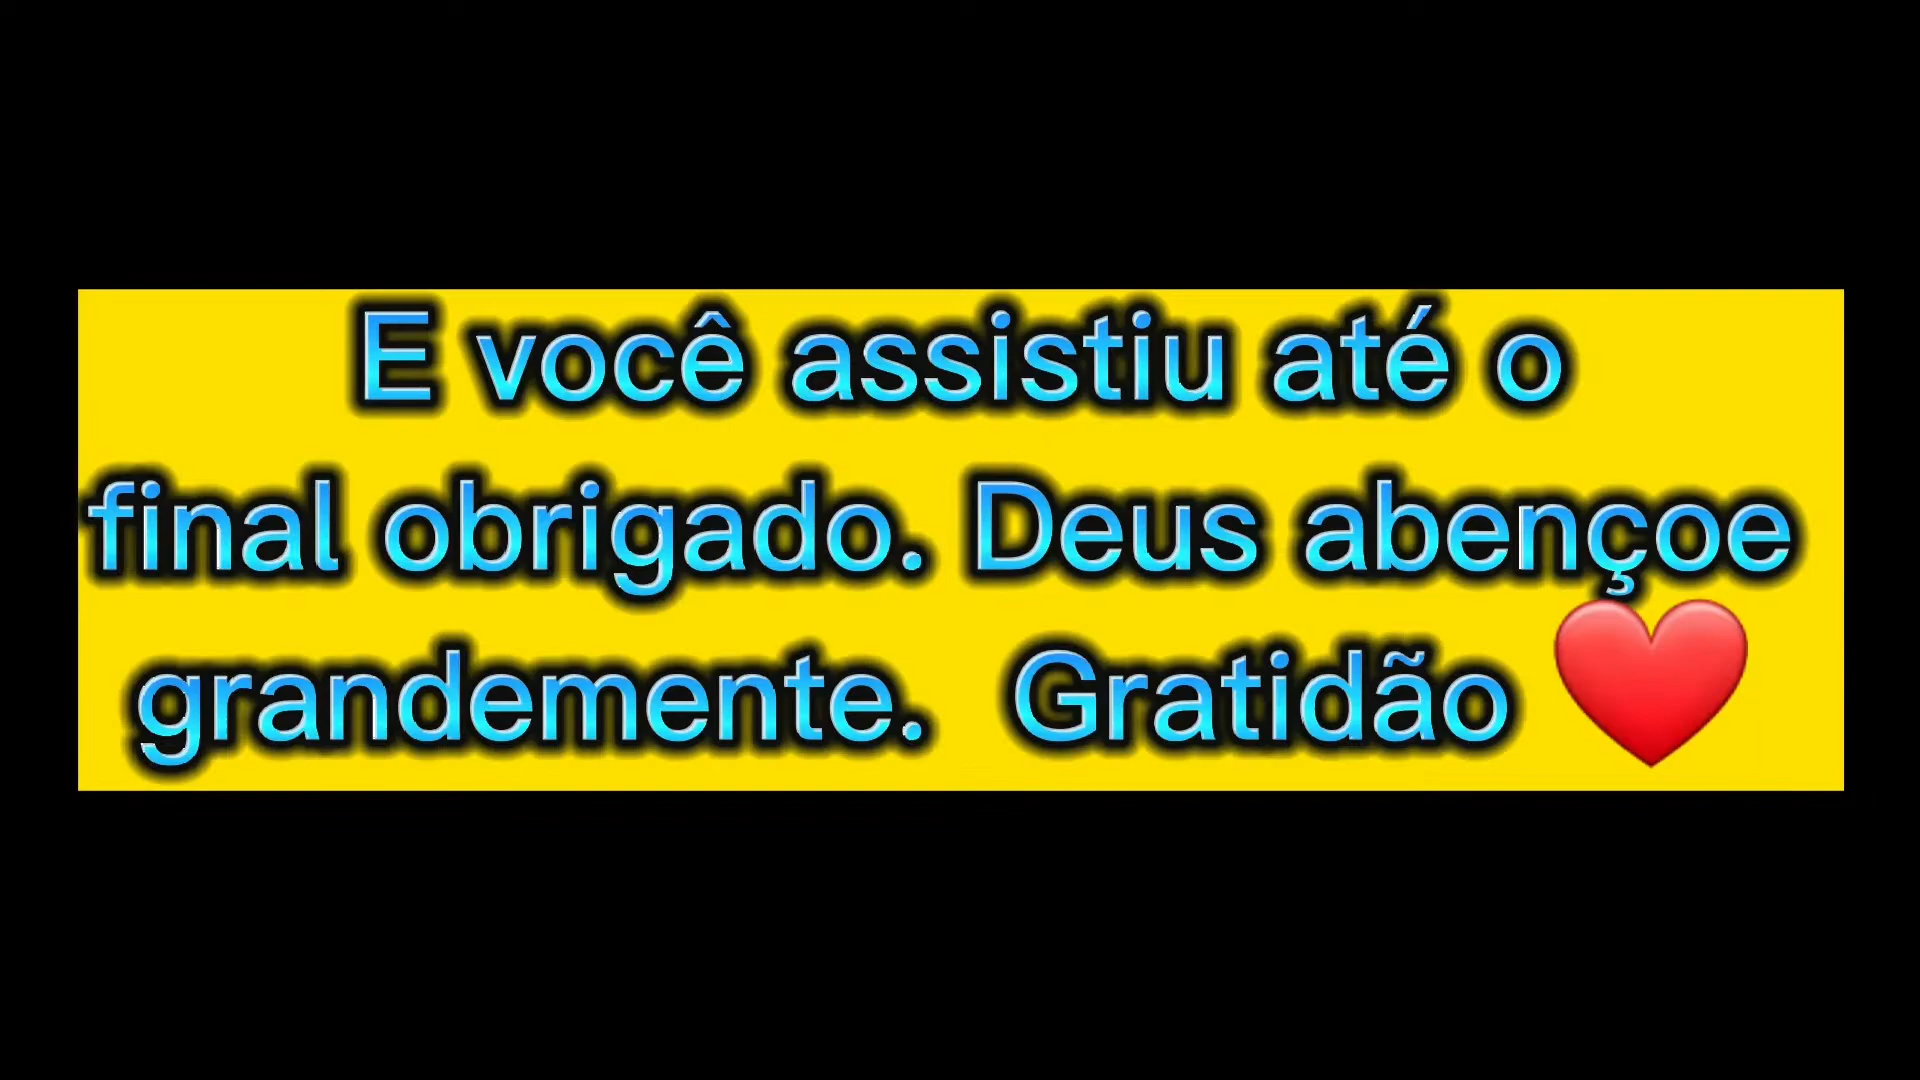 E você assistiu até o
final obrigado. Deus abençoe
grandemente. Gratidão ❤️